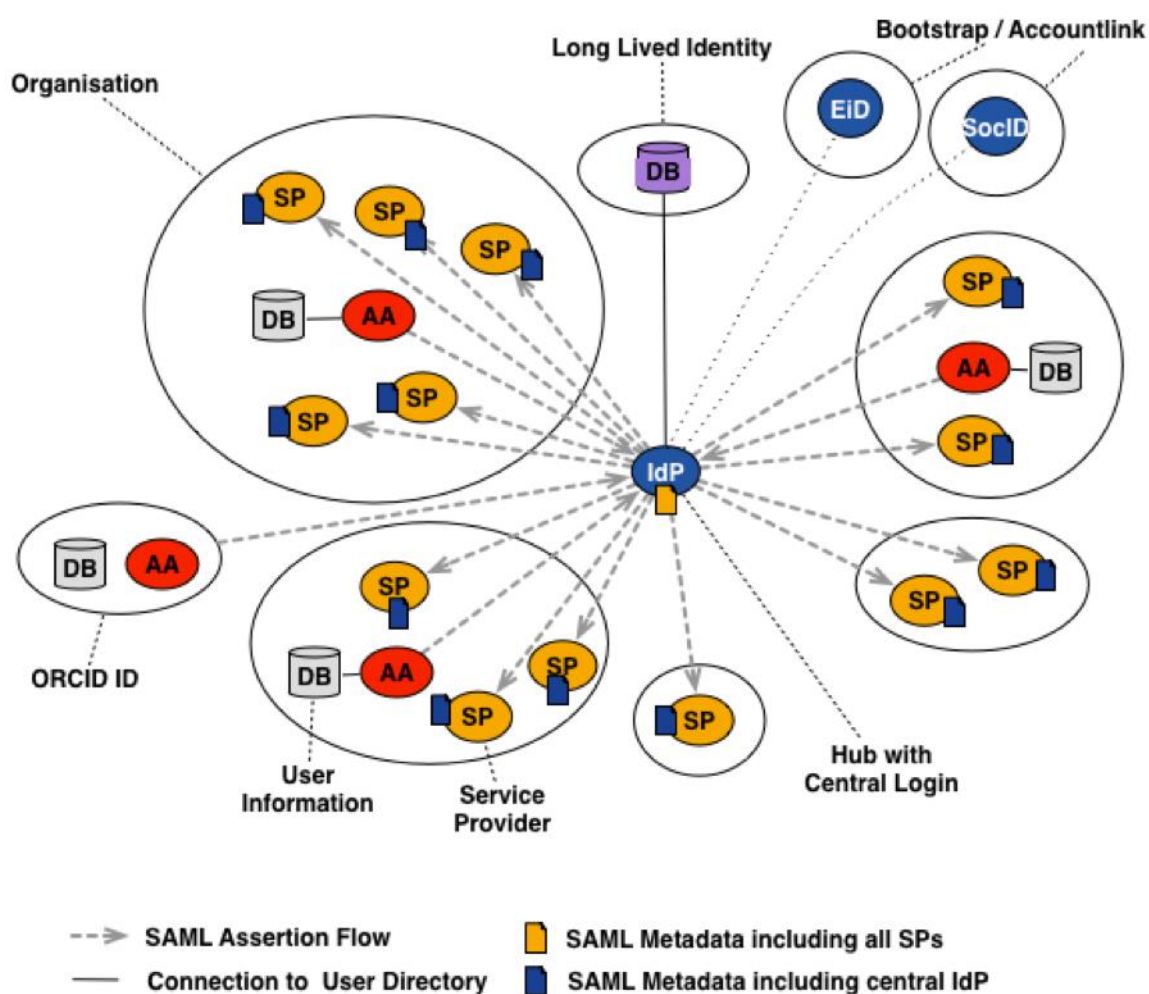 Bootstrap / Accountlink
Long Lived Identity
Organisation
EiD
SocID
DB
SP
SP
SP
SP
DB
AA
AA
DB
SP
SP
SP
IdP
DB
AA
SP
SP
SP
SP
DB
AA
SP
SP
SP
ORCID ID
User
Information
Service
Provider
Hub with
Central Login
SAML Assertion Flow
SAML Metadata including all SPs
Connection to User Directory
SAML Metadata including central IdP